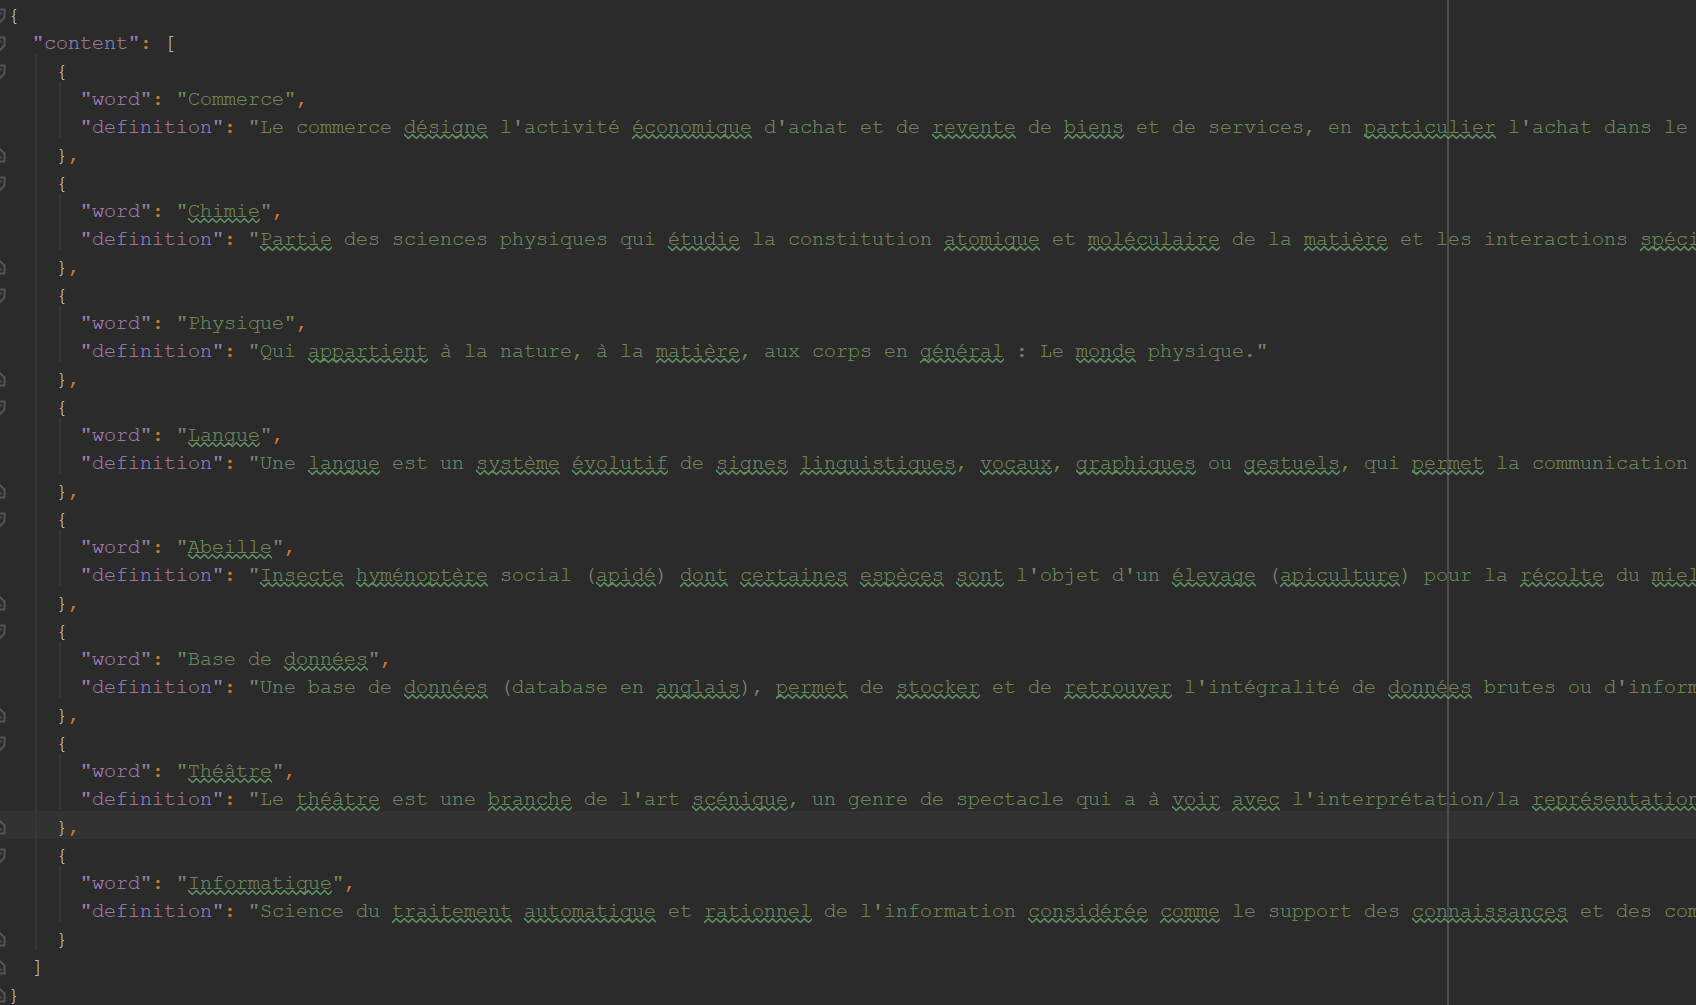 {
"content": [
{
"word": "Commerce",
"definition": "Le commerce désigne l'activité économique d'achat et de revente de biens et de services, en particulier l'achat dans le
},
{
"word": "Chimie",
"definition": "Partie des sciences physiques qui étudie la constitution atomique et moléculaire de la matière et les interactions spéci
},
{
"word": "Physique",
"definition": "Qui appartient à la nature, à la matière, aux corps en général : Le monde physique."
},
{
"word": "Langue",
"definition": "Une langue est un système évolutif de signes linguistiques, vocaux, graphiques ou gestuels, qui permet la communication
},
{
"word": "Abeille",
"definition": "Insecte hyménoptère social (apidé) dont certaines espèces sont l'objet d'un élevage (apiculture) pour la récolte du miel
},
{
"word": "Base de données",
"definition": "Une base de données (database en anglais), permet de stocker et de retrouver l'intégralité de données brutes ou d'inform
},
{
"word": "Théâtre",
"definition": "Le théâtre est une branche de l'art scénique, un genre de spectacle qui a à voir avec l'interprétation/la représentation
},
{
"word": "Informatique",
"definition": "Science du traitement automatique et rationnel de l'information considérée comme le support des connaissances et des com
}
]
}